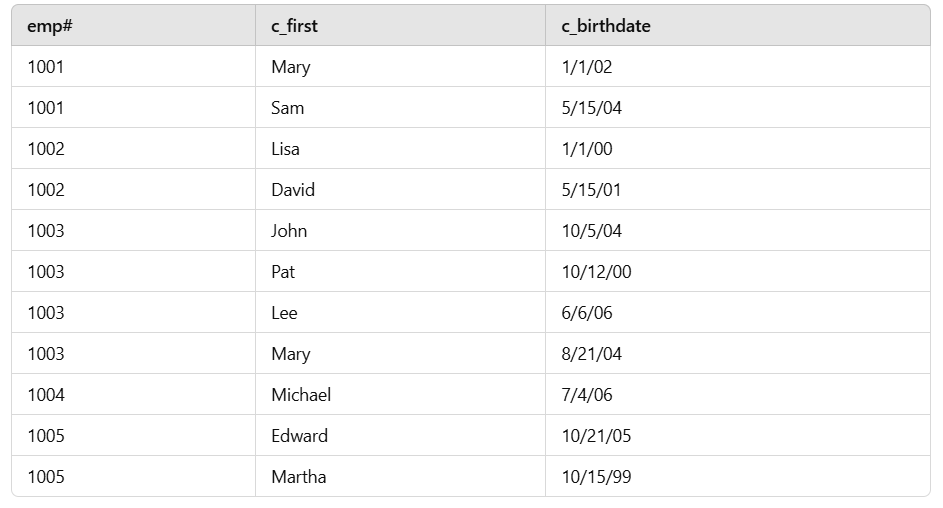 emp# c_first c_birthdate
1001 Mary 1/1/02
1001 Sam 5/15/04
1002 Lisa 1/1/00
1002 David 5/15/01
1003 John 10/5/04
1003 Pat 10/12/00
1003 Lee 6/6/06
1003 Mary 8/21/04
1004 Michael 7/4/06
1005 Edward 10/21/05
1005 Martha 10/15/99